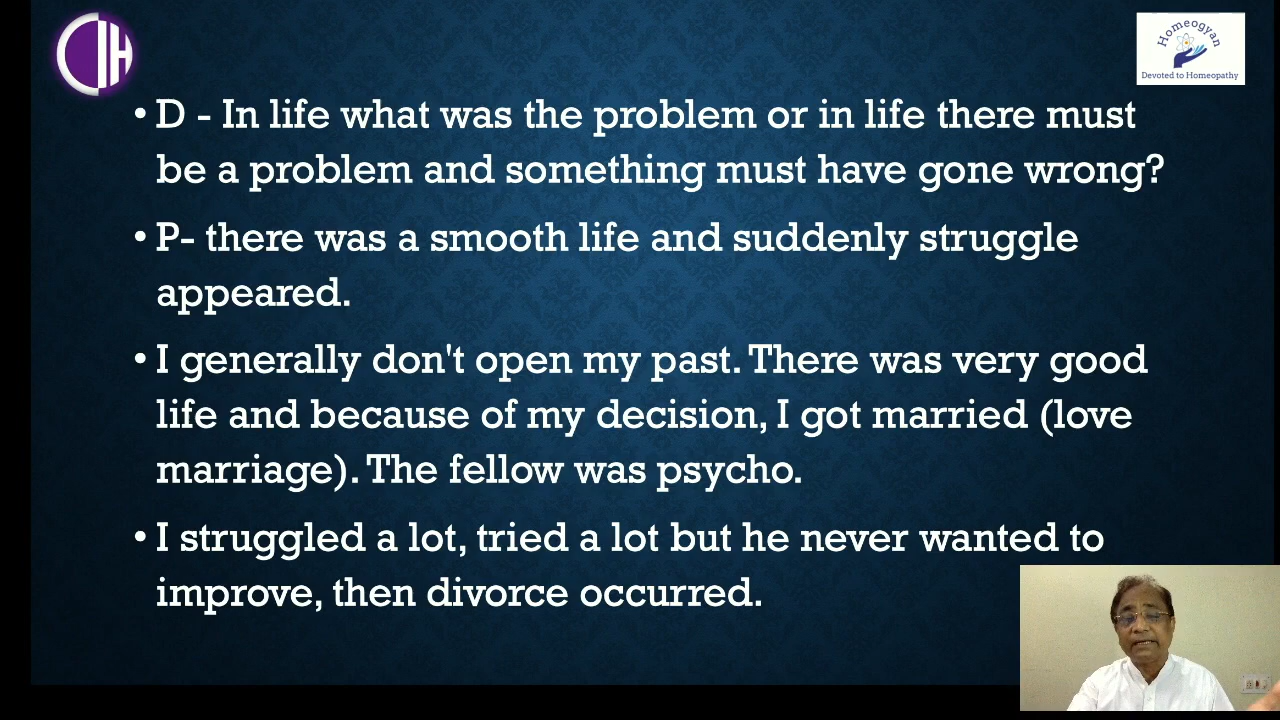 Homeogyan
Devoted to Homeopathy
• D - In life what was the problem or in life there must
be a problem and something must have gone wrong?
• P- there was a smooth life and suddenly struggle
appeared.
• I generally don't open my past. There was very good
life and because of my decision, I got married (love
marriage). The fellow was psycho.
• I struggled a lot, tried a lot but he never wanted to
improve, then divorce occurred.